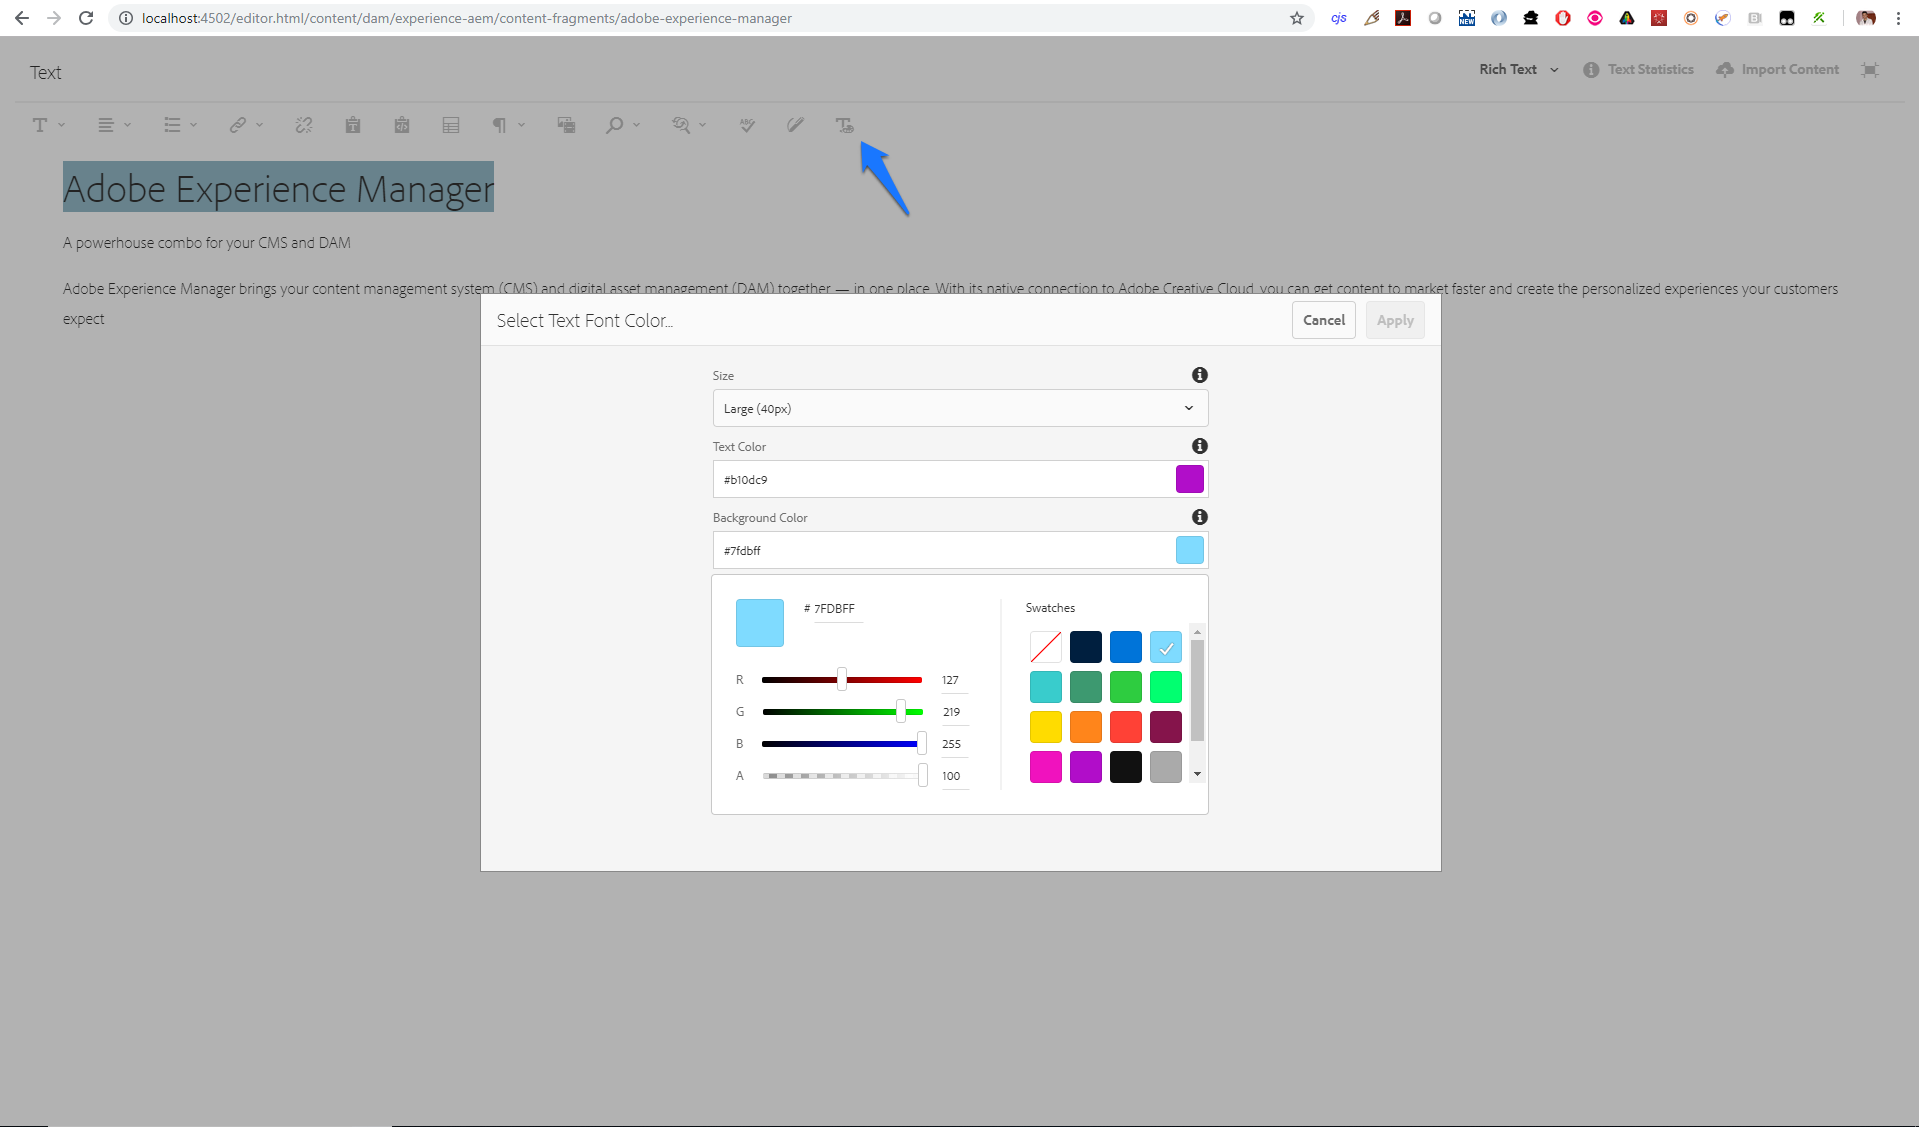 localhost:4502/editor.html/content/dam/experience-aem/content-fragments/adobe-experience-manager
cjs
NEW
Text
Rich Text
Text Statistics
Import Content
ABC
Adobe Experience Manager
A powerhouse combo for your CMS and DAM
Adobe Experience Manager brings your content management system (CMS) and digital asset management (DAM) together — in one place. With its native connection to Adobe Creative Cloud, you can get content to market faster and create the personalized experiences your customers
expect
Select Text Font Color...
Cancel
Apply
Size
Large (40px)
Text Color
#b10dc9
Background Color
#7fdbff
# 7FDBFF
Swatches
R 127
G 219
B 255
A 100